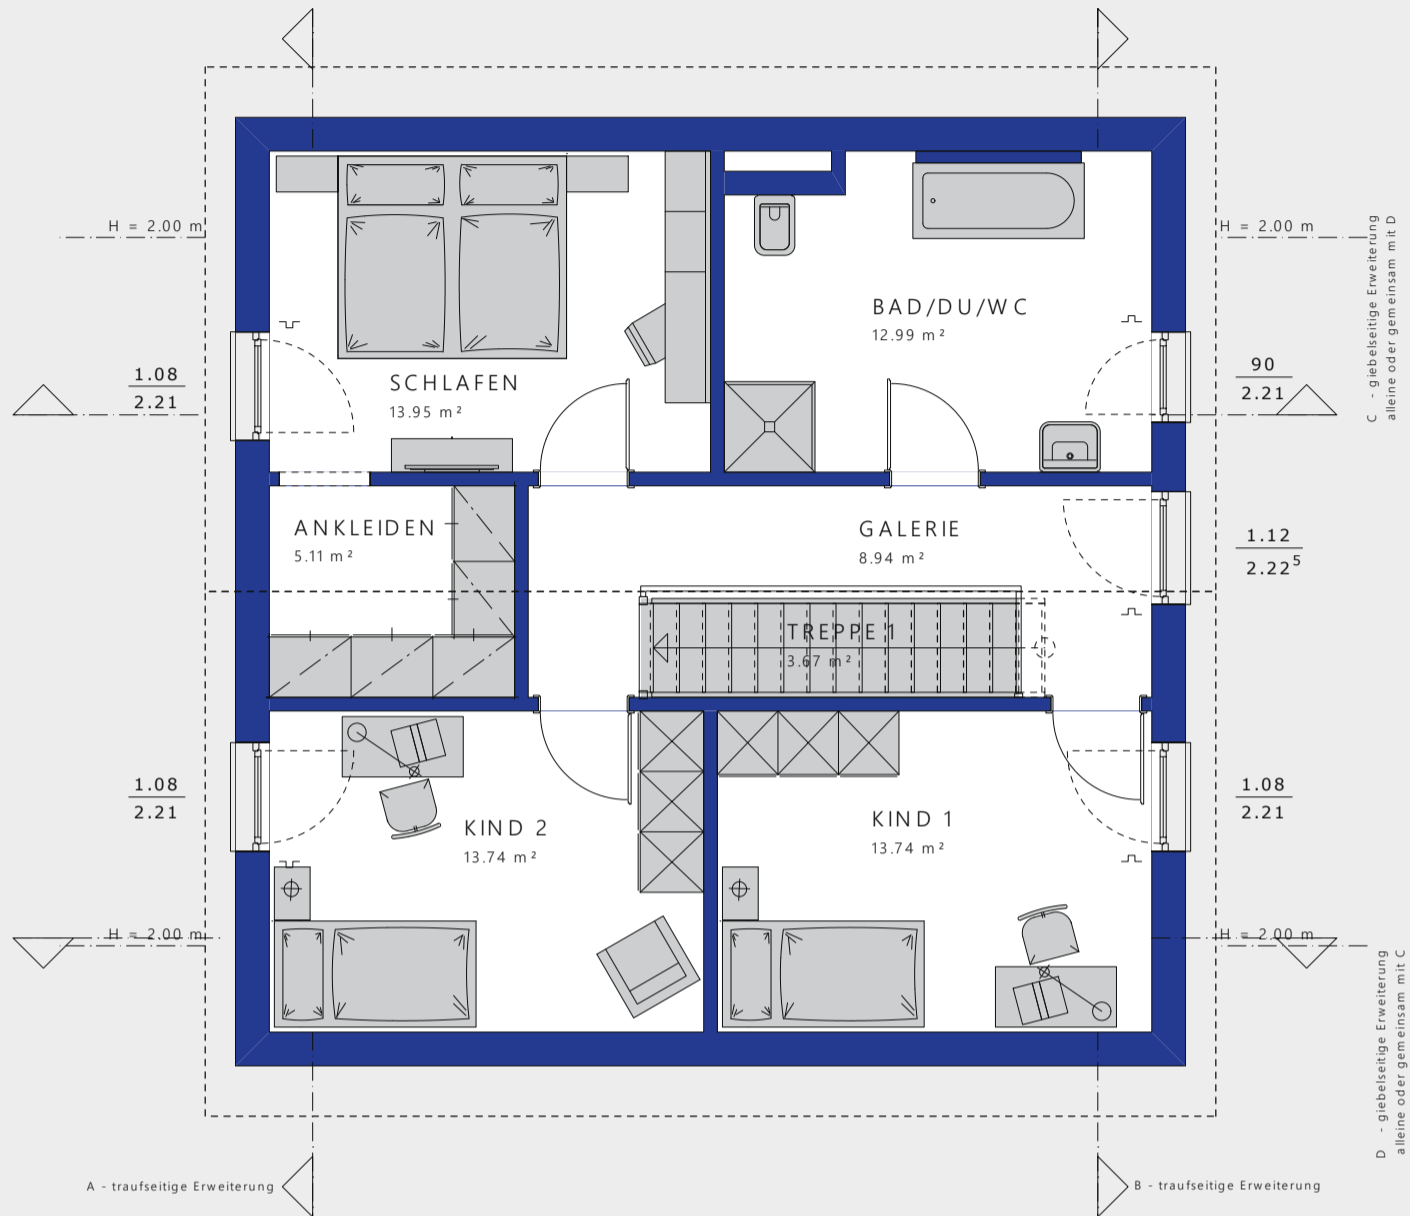 H = 2.00 m
H = 2.00 m
C - giebelseitige Erweiterung
alleine oder gemeinsam mit D
BAD/DU/WC
12.99 m²
SCHLAFEN
13.95 m²
1.08
2.21
90
2.21
ANKLEIDEN
5.11 m²
GALERIE
8.94 m²
1.12
2.22⁵
TREPPE 1
3.67 m²
1.08
2.21
KIND 2
13.74 m²
KIND 1
13.74 m²
1.08
2.21
H = 2.00 m
H = 2.00 m
D - giebelseitige Erweiterung
alleine oder gemeinsam mit C
A - traufseitige Erweiterung
B - traufseitige Erweiterung